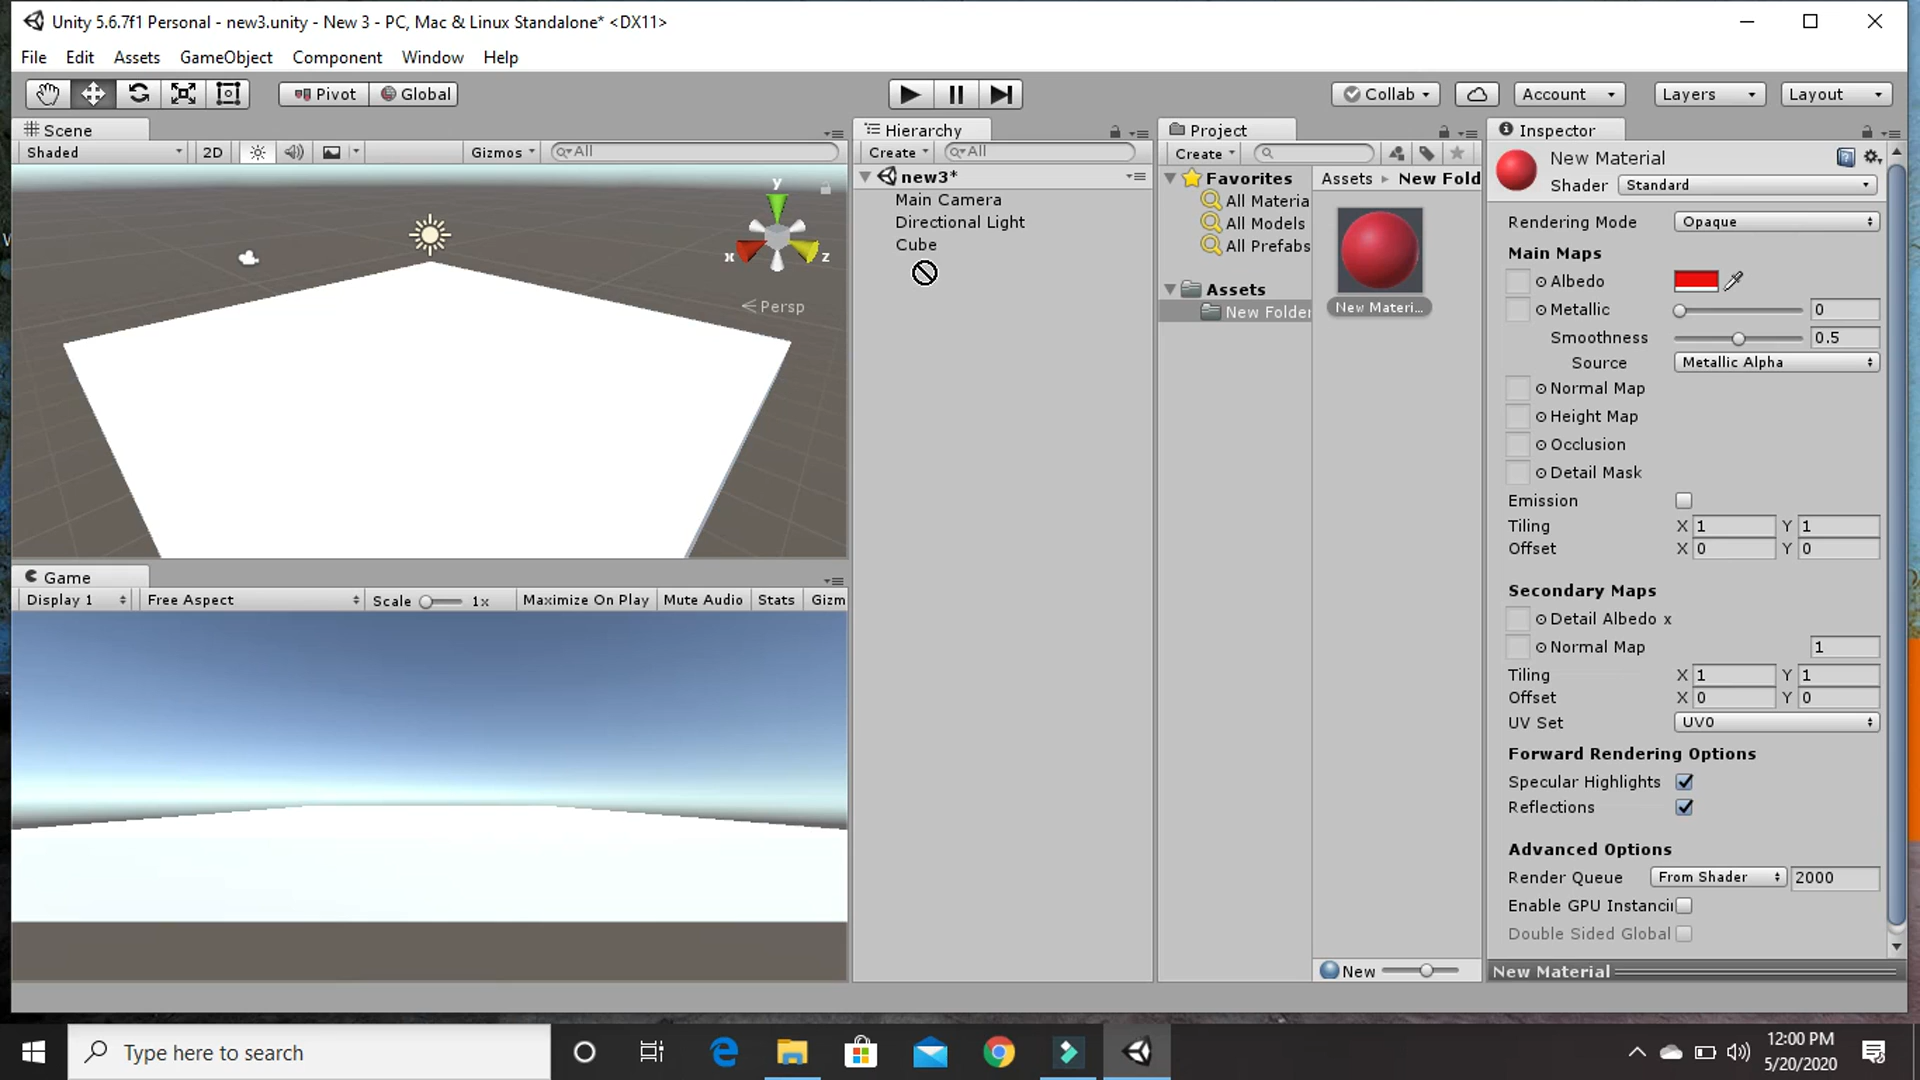 Unity 5.6.7f1 Personal - new3.unity - New 3 - PC, Mac & Linux Standalone* <DX11>
File Edit Assets GameObject Component Window Help
Pivot Global Collab Account Layers Layout
Scene
Shaded 2D Gizmos All
y
x z
Persp
Game
Display 1 Free Aspect Scale 1x Maximize On Play Mute Audio Stats Gizm
Hierarchy
Create All
new3*
Main Camera
Directional Light
Cube
Project
Create
Favorites
All Materia
All Models
All Prefabs
Assets
New Folder
Assets New Fold
New Materi...
New
Inspector
New Material
Shader Standard
Rendering Mode Opaque
Main Maps
Albedo
Metallic 0
Smoothness 0.5
Source Metallic Alpha
Normal Map
Height Map
Occlusion
Detail Mask
Emission
Tiling X 1 Y 1
Offset X 0 Y 0
Secondary Maps
Detail Albedo x
Normal Map 1
Tiling X 1 Y 1
Offset X 0 Y 0
UV Set UV0
Forward Rendering Options
Specular Highlights
Reflections
Advanced Options
Render Queue From Shader 2000
Enable GPU Instancin
Double Sided Global
New Material
Type here to search
12:00 PM
5/20/2020